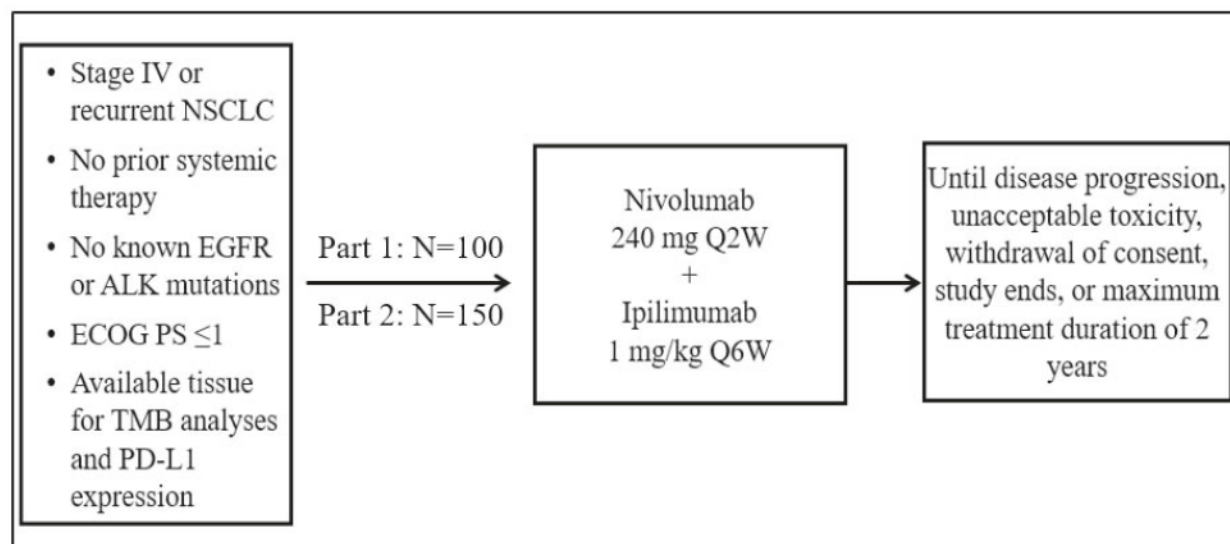 • Stage IV or
recurrent NSCLC
• No prior systemic
therapy
• No known EGFR
or ALK mutations
• ECOG PS ≤1
• Available tissue
for TMB analyses
and PD-L1
expression
Part 1: N=100
Part 2: N=150
Nivolumab
240 mg Q2W
+
Ipilimumab
1 mg/kg Q6W
Until disease progression,
unacceptable toxicity,
withdrawal of consent,
study ends, or maximum
treatment duration of 2
years